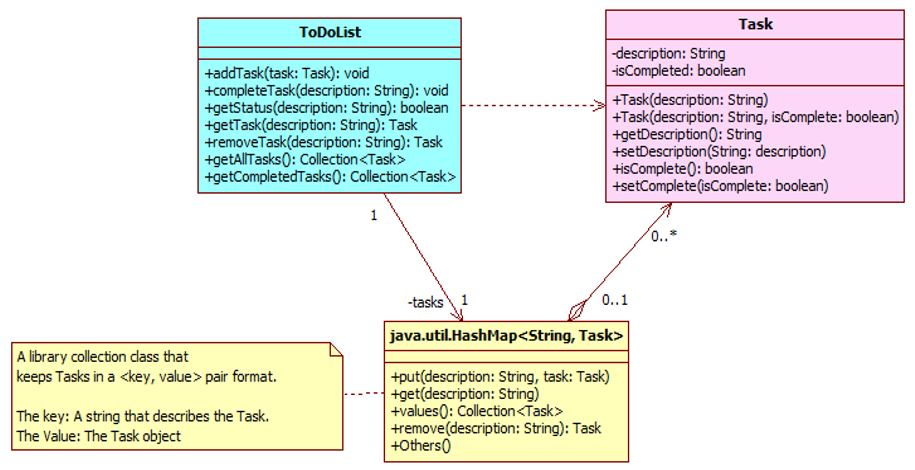 ToDoList
+addTask(task: Task): void
+completeTask(description: String): void
+getStatus(description: String): boolean
+getTask(description: String): Task
+removeTask(description: String): Task
+getAllTasks(): Collection<Task>
+getCompletedTasks(): Collection<Task>
Task
-description: String
-isCompleted: boolean
+Task(description: String)
+Task(description: String, isComplete: boolean)
+getDescription(): String
+setDescription(String: description)
+isComplete(): boolean
+setComplete(isComplete: boolean)
1
0..*
-tasks
1
0..1
java.util.HashMap<String, Task>
+put(description: String, task: Task)
+get(description: String)
+values(): Collection<Task>
+remove(description: String): Task
+Others()
A library collection class that
keeps Tasks in a <key, value> pair format.
The key: A string that describes the Task.
The Value: The Task object